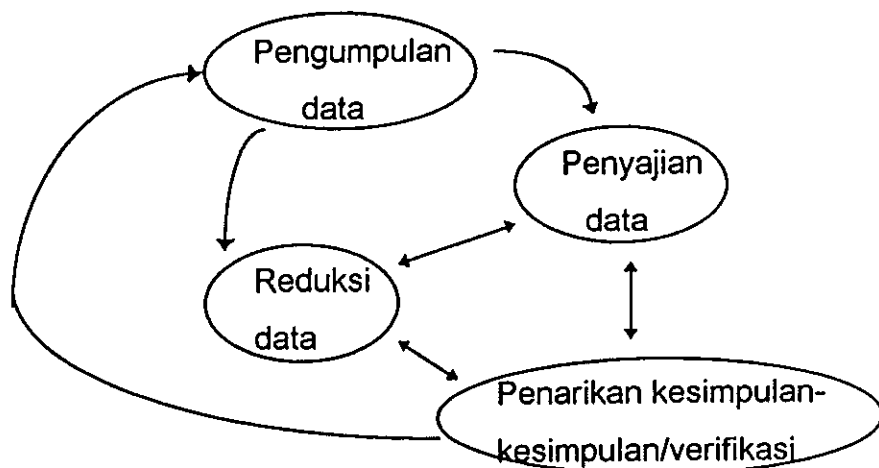 Pengumpulan
data
Penyajian
data
Reduksi
data
Penarikan kesimpulan-
kesimpulan/verifikasi